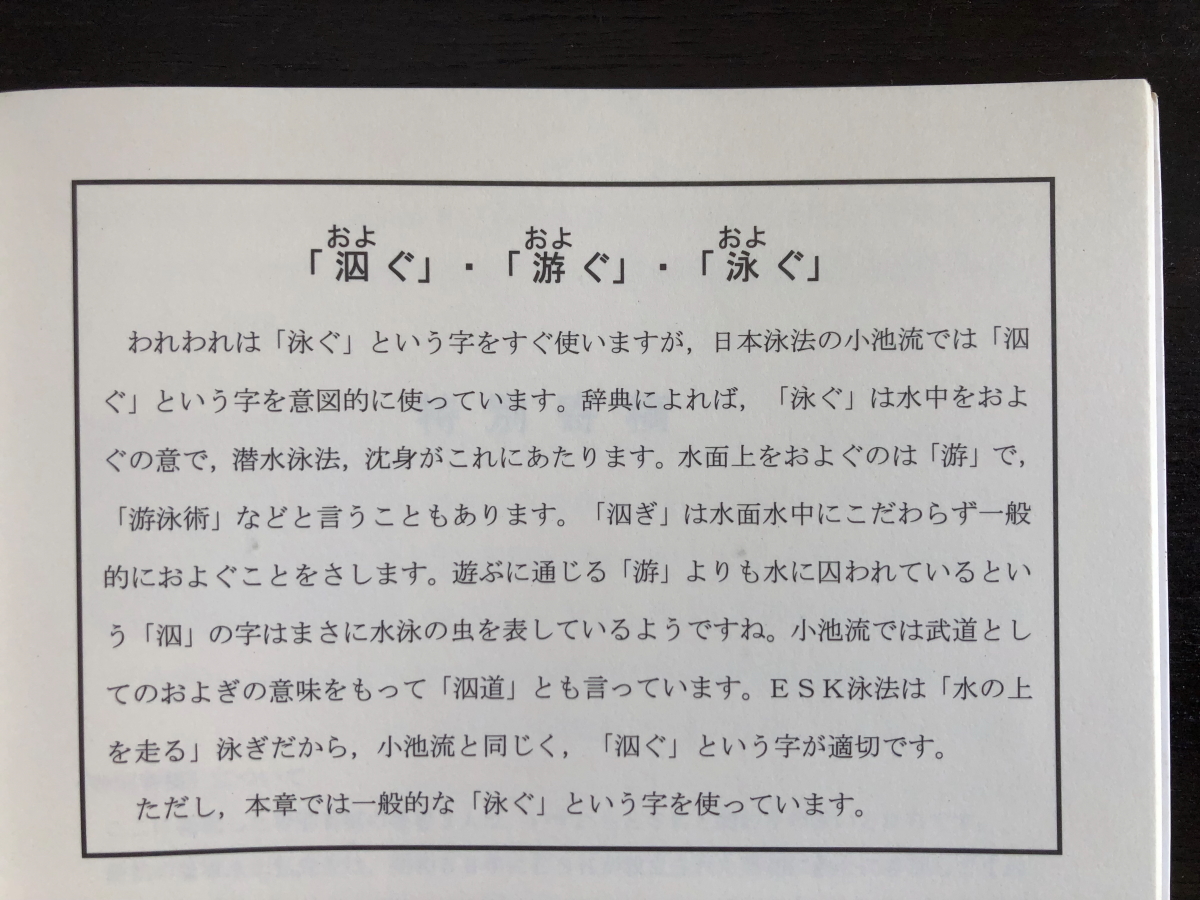 「泅ぐ」・「游ぐ」・「泳ぐ」
およ およ およ
われわれは「泳ぐ」という字をすぐ使いますが，日本泳法の小池流では「泅
ぐ」という字を意図的に使っています。辞典によれば，「泳ぐ」は水中をおよ
ぐの意で，潜水泳法，沈身がこれにあたります。水面上をおよぐのは「游」で，
「游泳術」などと言うこともあります。「泅ぎ」は水面水中にこだわらず一般
的におよぐことをさします。遊ぶに通じる「游」よりも水に囚われているとい
う「泅」の字はまさに水泳の虫を表しているようですね。小池流では武道とし
てのおよぎの意味をもって「泅道」とも言っています。ＥＳＫ泳法は「水の上
を走る」泳ぎだから，小池流と同じく，「泅ぐ」という字が適切です。
ただし，本章では一般的な「泳ぐ」という字を使っています。